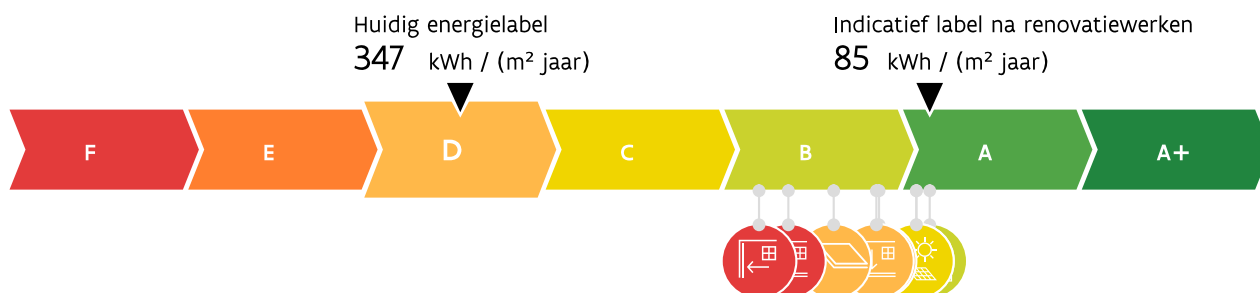 Huidig energielabel
347 kWh / (m² jaar)
Indicatief label na renovatiewerken
85 kWh / (m² jaar)
F E D C B A A+